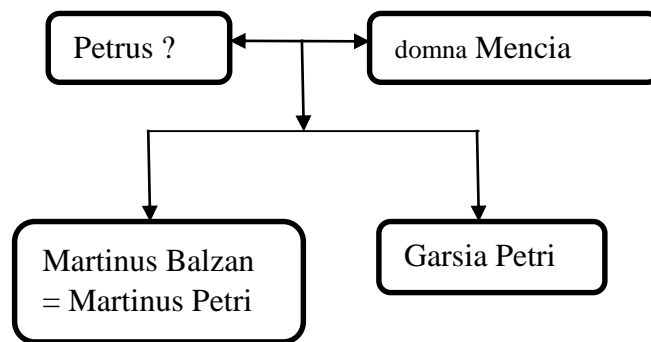 Petrus ?
domna Mencia
Martinus Balzan
= Martinus Petri
Garsia Petri